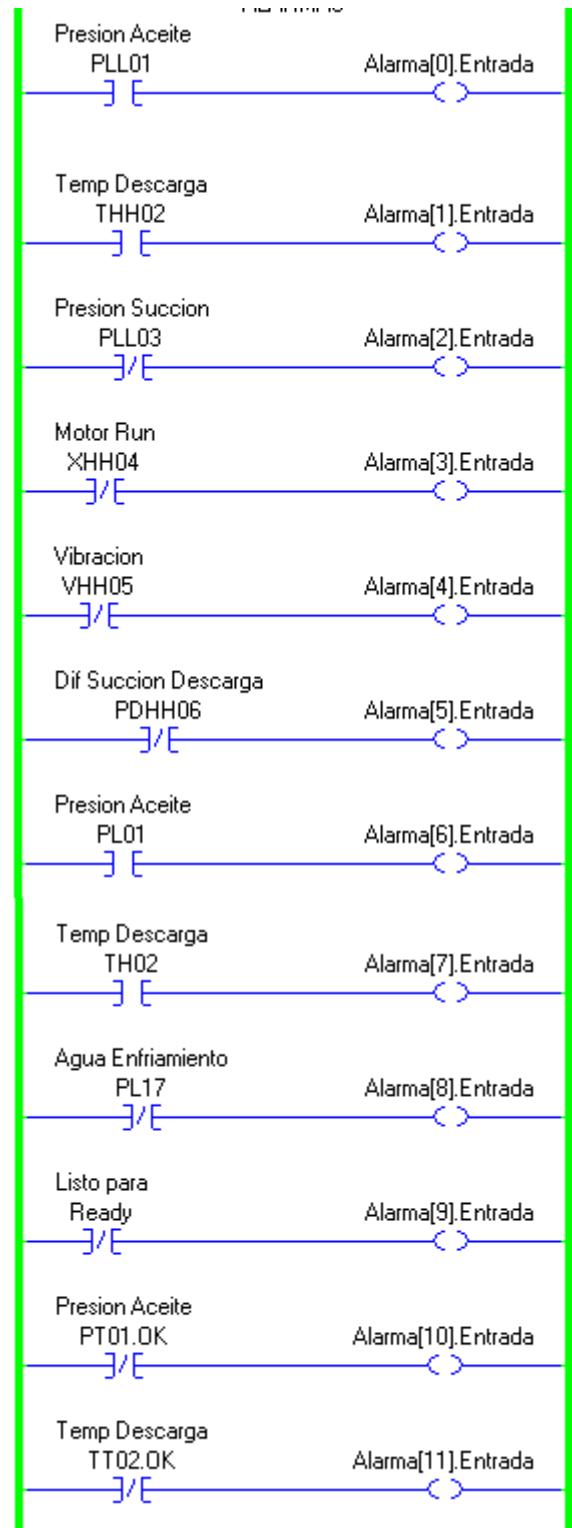 Presion Aceite
PLL01 Alarma[0].Entrada
Temp Descarga
THH02 Alarma[1].Entrada
Presion Succion
PLL03 Alarma[2].Entrada
Motor Run
XHH04 Alarma[3].Entrada
Vibracion
VHH05 Alarma[4].Entrada
Dif Succion Descarga
PDHH06 Alarma[5].Entrada
Presion Aceite
PL01 Alarma[6].Entrada
Temp Descarga
TH02 Alarma[7].Entrada
Agua Enfriamiento
PL17 Alarma[8].Entrada
Listo para
Ready Alarma[9].Entrada
Presion Aceite
PT01.OK Alarma[10].Entrada
Temp Descarga
TT02.OK Alarma[11].Entrada